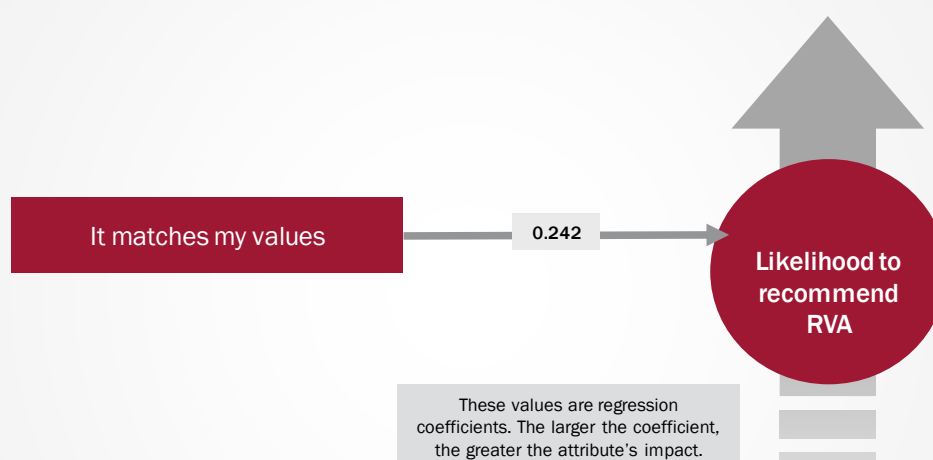 It matches my values
0.242
Likelihood to
recommend
RVA
These values are regression
coefficients. The larger the coefficient,
the greater the attribute's impact.